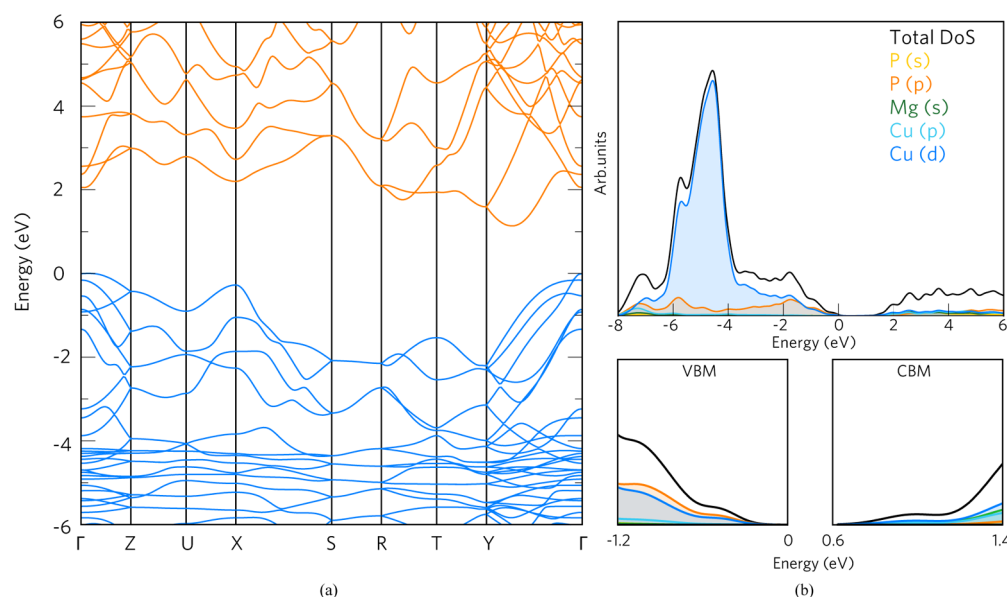 6
4
2
0
-2
-4
-6
Energy (eV)
Γ Z U X S R T Y Γ
(a)
Total DoS
P (s)
P (p)
Mg (s)
Cu (p)
Cu (d)
Arb.units
-8 -6 -4 -2 0 2 4 6
Energy (eV)
VBM
CBM
-1.2 0 0.6 1.4
Energy (eV)
(b)